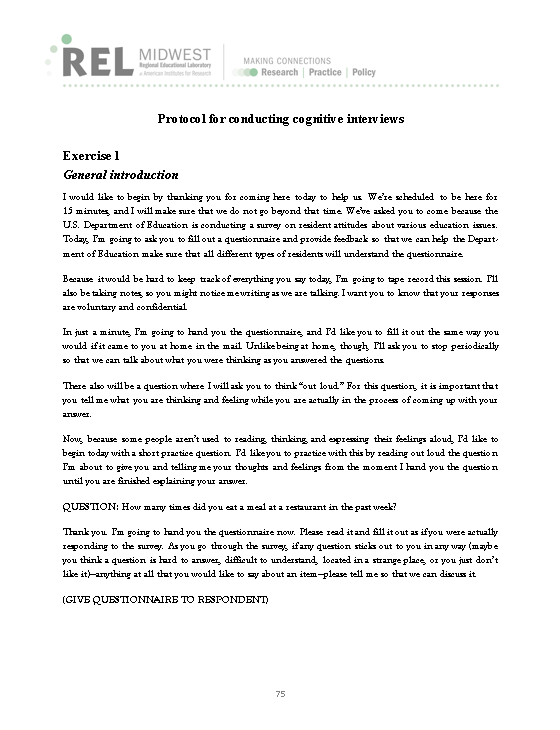 REL MIDWEST
Regional Educational Laboratory
at American Institutes for Research
MAKING CONNECTIONS
Research | Practice | Policy
Protocol for conducting cognitive interviews
Exercise 1
General introduction
I would like to begin by thanking you for coming here today to help us. We're scheduled to be here for
15 minutes, and I will make sure that we do not go beyond that time. We've asked you to come because the
U.S. Department of Education is conducting a survey on resident attitudes about various education issues.
Today, I'm going to ask you to fill out a questionnaire and provide feedback so that we can help the Depart-
ment of Education make sure that all different types of residents will understand the questionnaire.
Because it would be hard to keep track of everything you say today, I'm going to tape record this session. I'll
also be taking notes, so you might notice me writing as we are talking. I want you to know that your responses
are voluntary and confidential.
In just a minute, I'm going to hand you the questionnaire, and I'd like you to fill it out the same way you
would if it came to you at home in the mail. Unlike being at home, though, I'll ask you to stop periodically
so that we can talk about what you were thinking as you answered the questions.
There also will be a question where I will ask you to think “out loud.” For this question, it is important that
you tell me what you are thinking and feeling while you are actually in the process of coming up with your
answer.
Now, because some people aren't used to reading, thinking, and expressing their feelings aloud, I'd like to
begin today with a short practice question. I'd like you to practice with this by reading out loud the question
I'm about to give you and telling me your thoughts and feelings from the moment I hand you the question
until you are finished explaining your answer.
QUESTION: How many times did you eat a meal at a restaurant in the past week?
Thank you. I'm going to hand you the questionnaire now. Please read it and fill it out as if you were actually
responding to the survey. As you go through the survey, if any question sticks out to you in any way (maybe
you think a question is hard to answer, difficult to understand, located in a strange place, or you just don't
like it)—anything at all that you would like to say about an item—please tell me so that we can discuss it.
(GIVE QUESTIONNAIRE TO RESPONDENT)
75